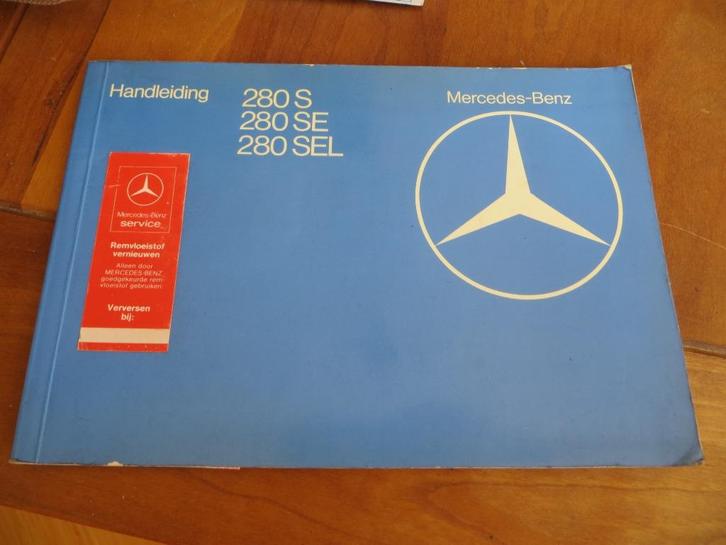 Handleiding
280 S
280 SE
280 SEL
Mercedes-Benz
Mercedes-Benz
service
Remvloeistof
vernieuwen
Alleen door
MERCEDES-BENZ
goedgekeurde rem-
vloeistof gebruiken.
Verversen
bij: